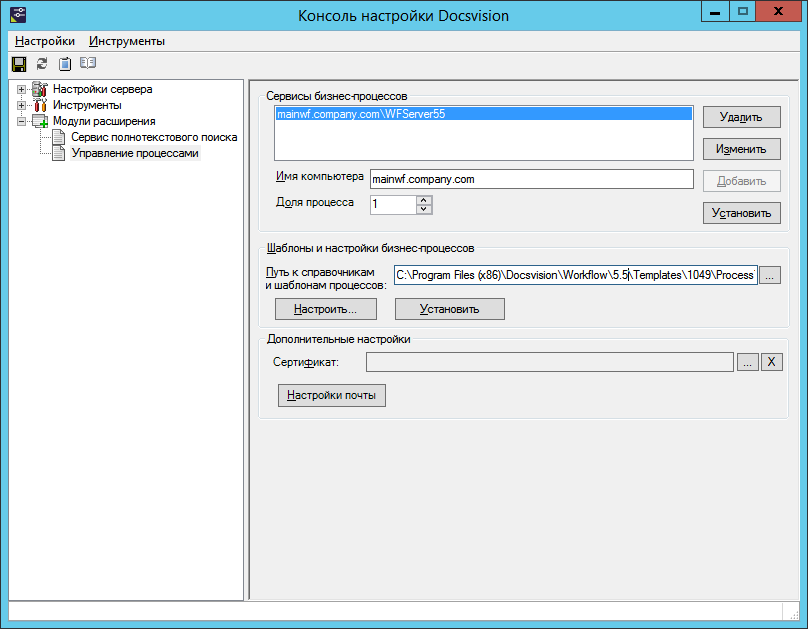 Консоль настройки Docsvision
Настройки Инструменты
Настройки сервера
Инструменты
Модули расширения
Сервис полнотекстового поиска
Управление процессами
Сервисы бизнес-процессов
mainwf.company.com\WFServer55
Удалить
Изменить
Имя компьютера mainwf.company.com
Добавить
Доля процесса 1
Установить
Шаблоны и настройки бизнес-процессов
Путь к справочникам
и шаблонам процессов: C:\Program Files (x86)\Docsvision\Workflow\5.5\Templates\1049\Process ...
Настроить... Установить
Дополнительные настройки
Сертификат: ... X
Настройки почты